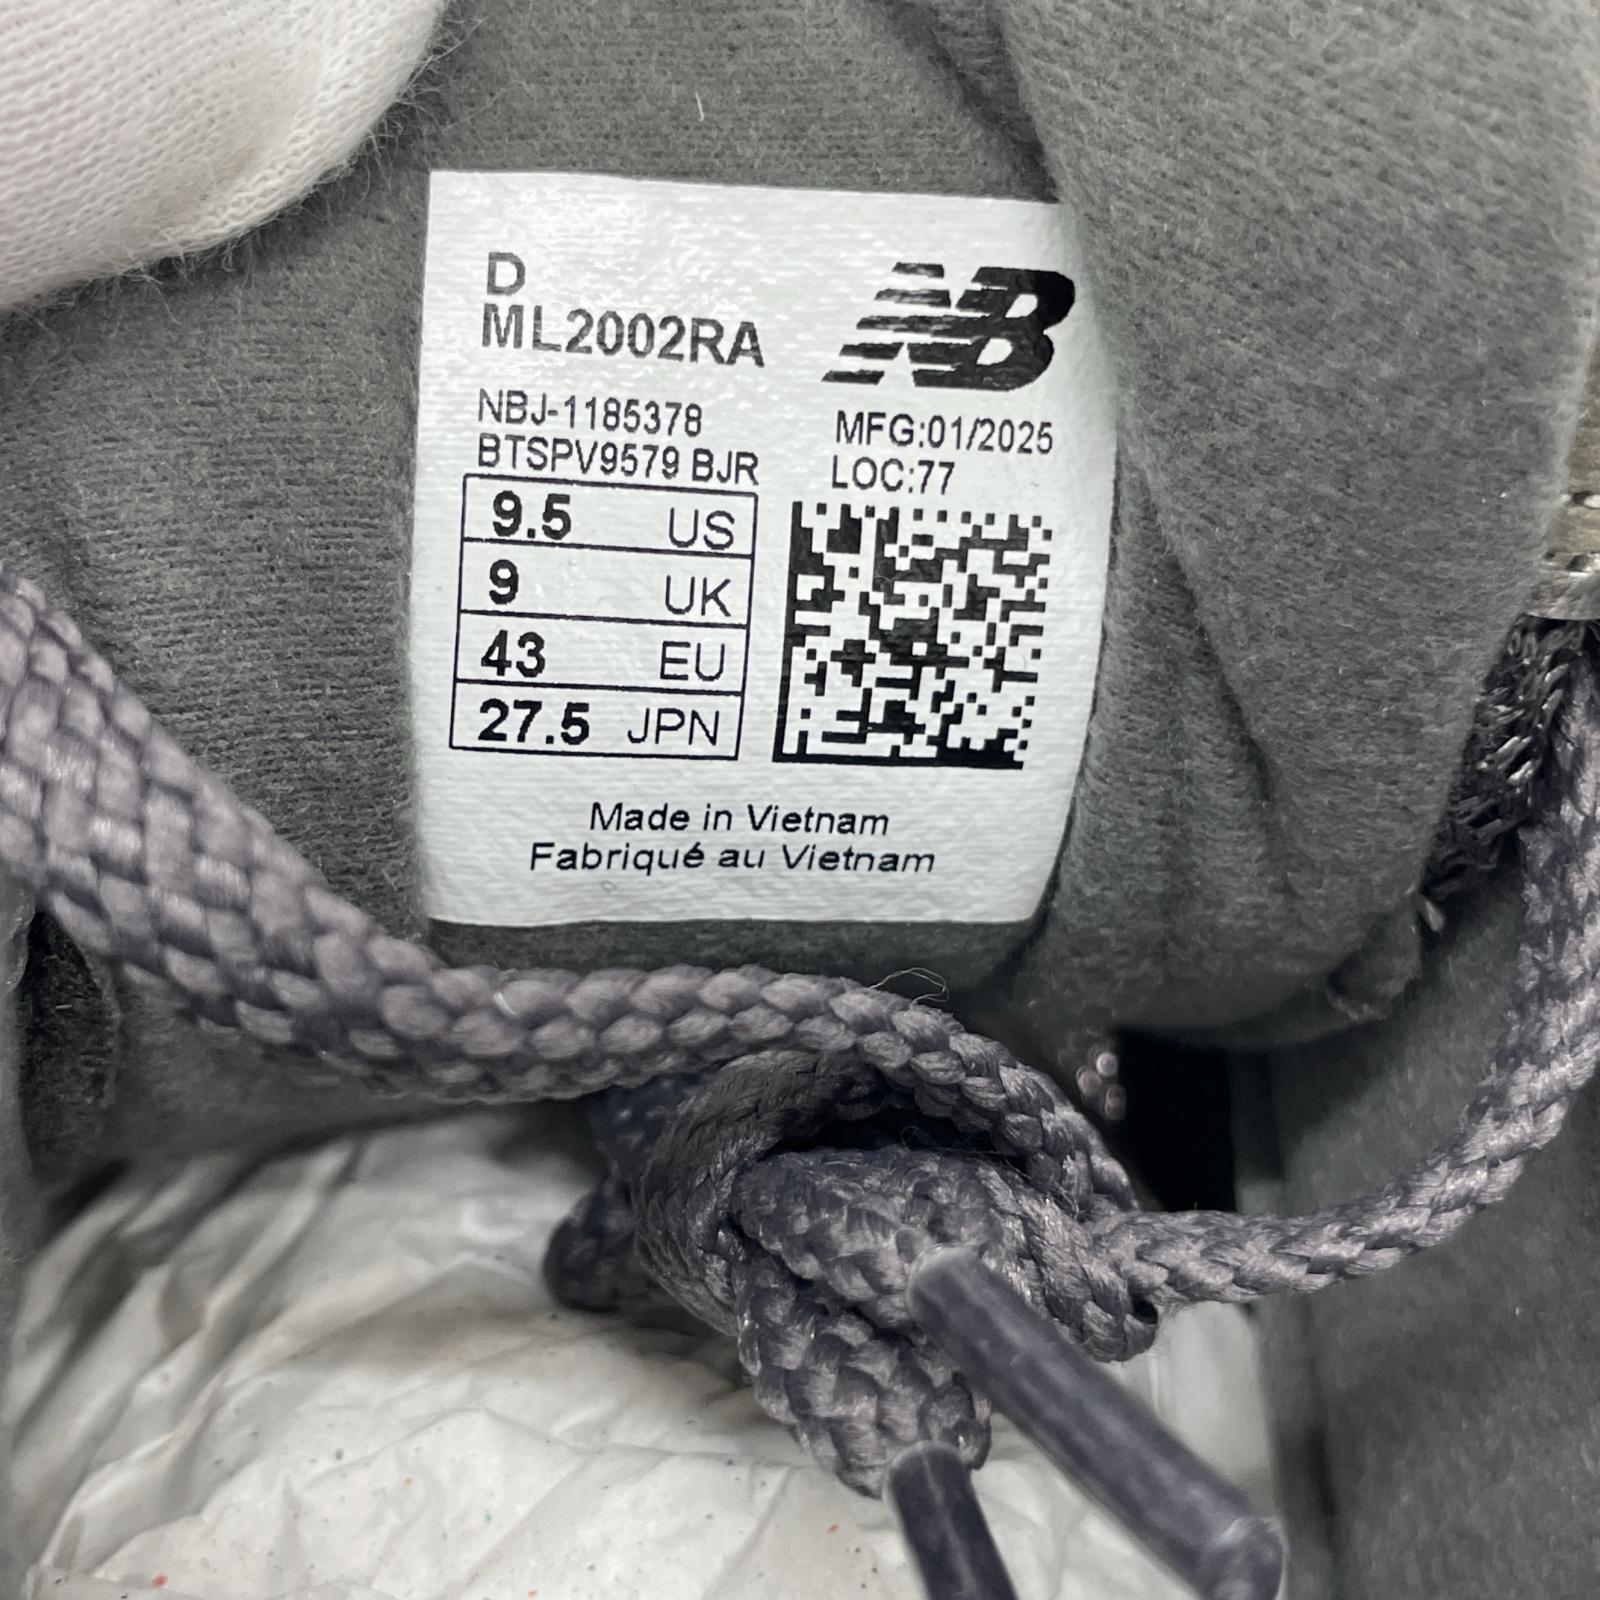 D
ML2002RA
NB
NBJ-1185378
BTSPV9579 BJR
MFG:01/2025
LOC:77
9.5 US
9 UK
43 EU
27.5 JPN
Made in Vietnam
Fabriqué au Vietnam